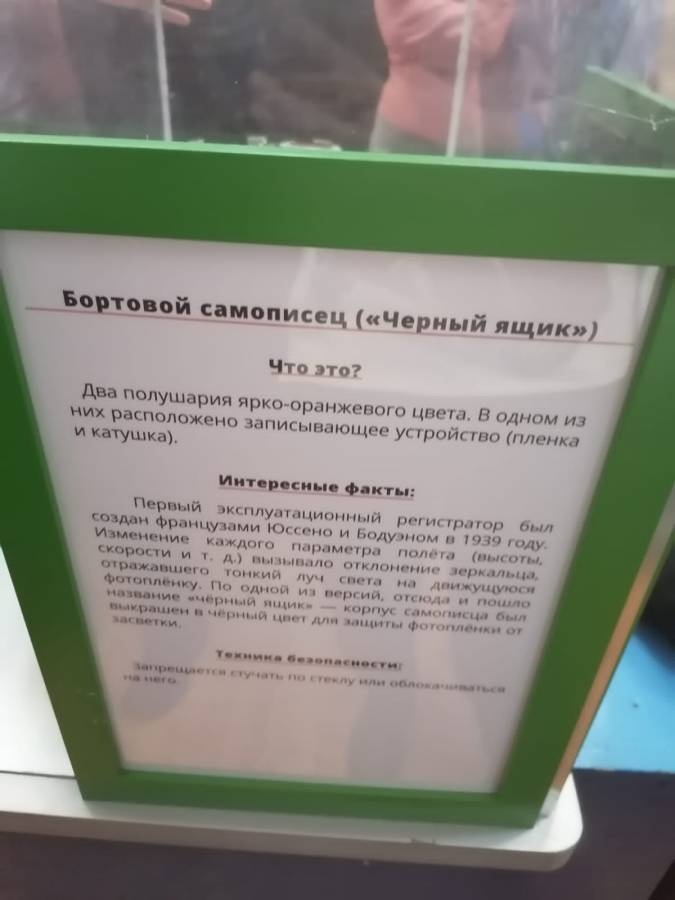 Бортовой самописец («Черный ящик»)
Что это?
Два полушария ярко-оранжевого цвета. В одном из
них расположено записывающее устройство (пленка
и катушка).
Интересные факты:
Первый эксплуатационный регистратор был
создан французами Юссено и Бодуэном в 1939 году.
Изменение каждого параметра полёта (высоты,
скорости и т. д.) вызывало отклонение зеркальца,
отражавшего тонкий луч света на движущуюся
фотоплёнку. По одной из версий, отсюда и пошло
название «чёрный ящик» — корпус самописца был
выкрашен в чёрный цвет для защиты фотоплёнки от
засветки.
Техника безопасности:
Запрещается стучать по стеклу или облокачиваться
на него.